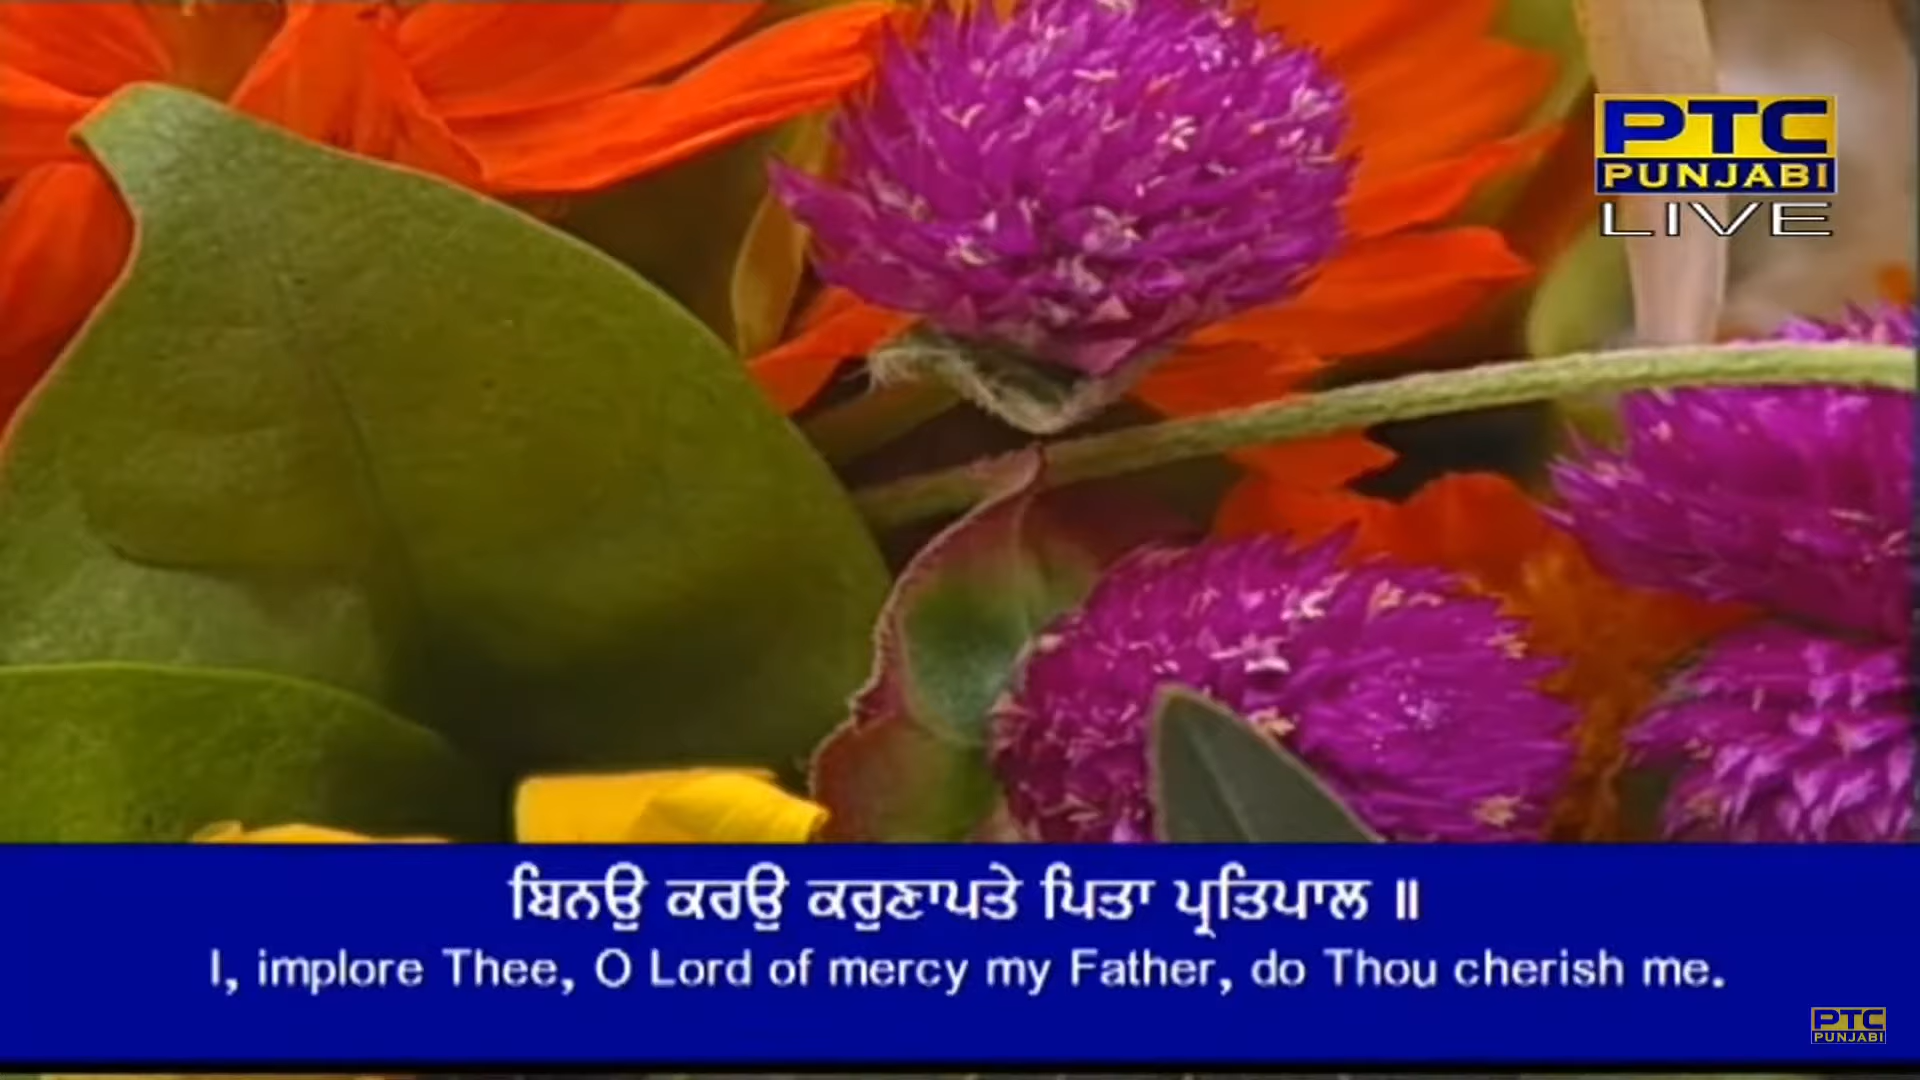 PTC
PUNJABI
LIVE
ਬਿਨਉ ਕਰਉ ਕਰੁਣਾਪਤੇ ਪਿਤਾ ਪ੍ਰਤਿਪਾਲ ॥
I, implore Thee, O Lord of mercy my Father, do Thou cherish me.
PTC
PUNJABI